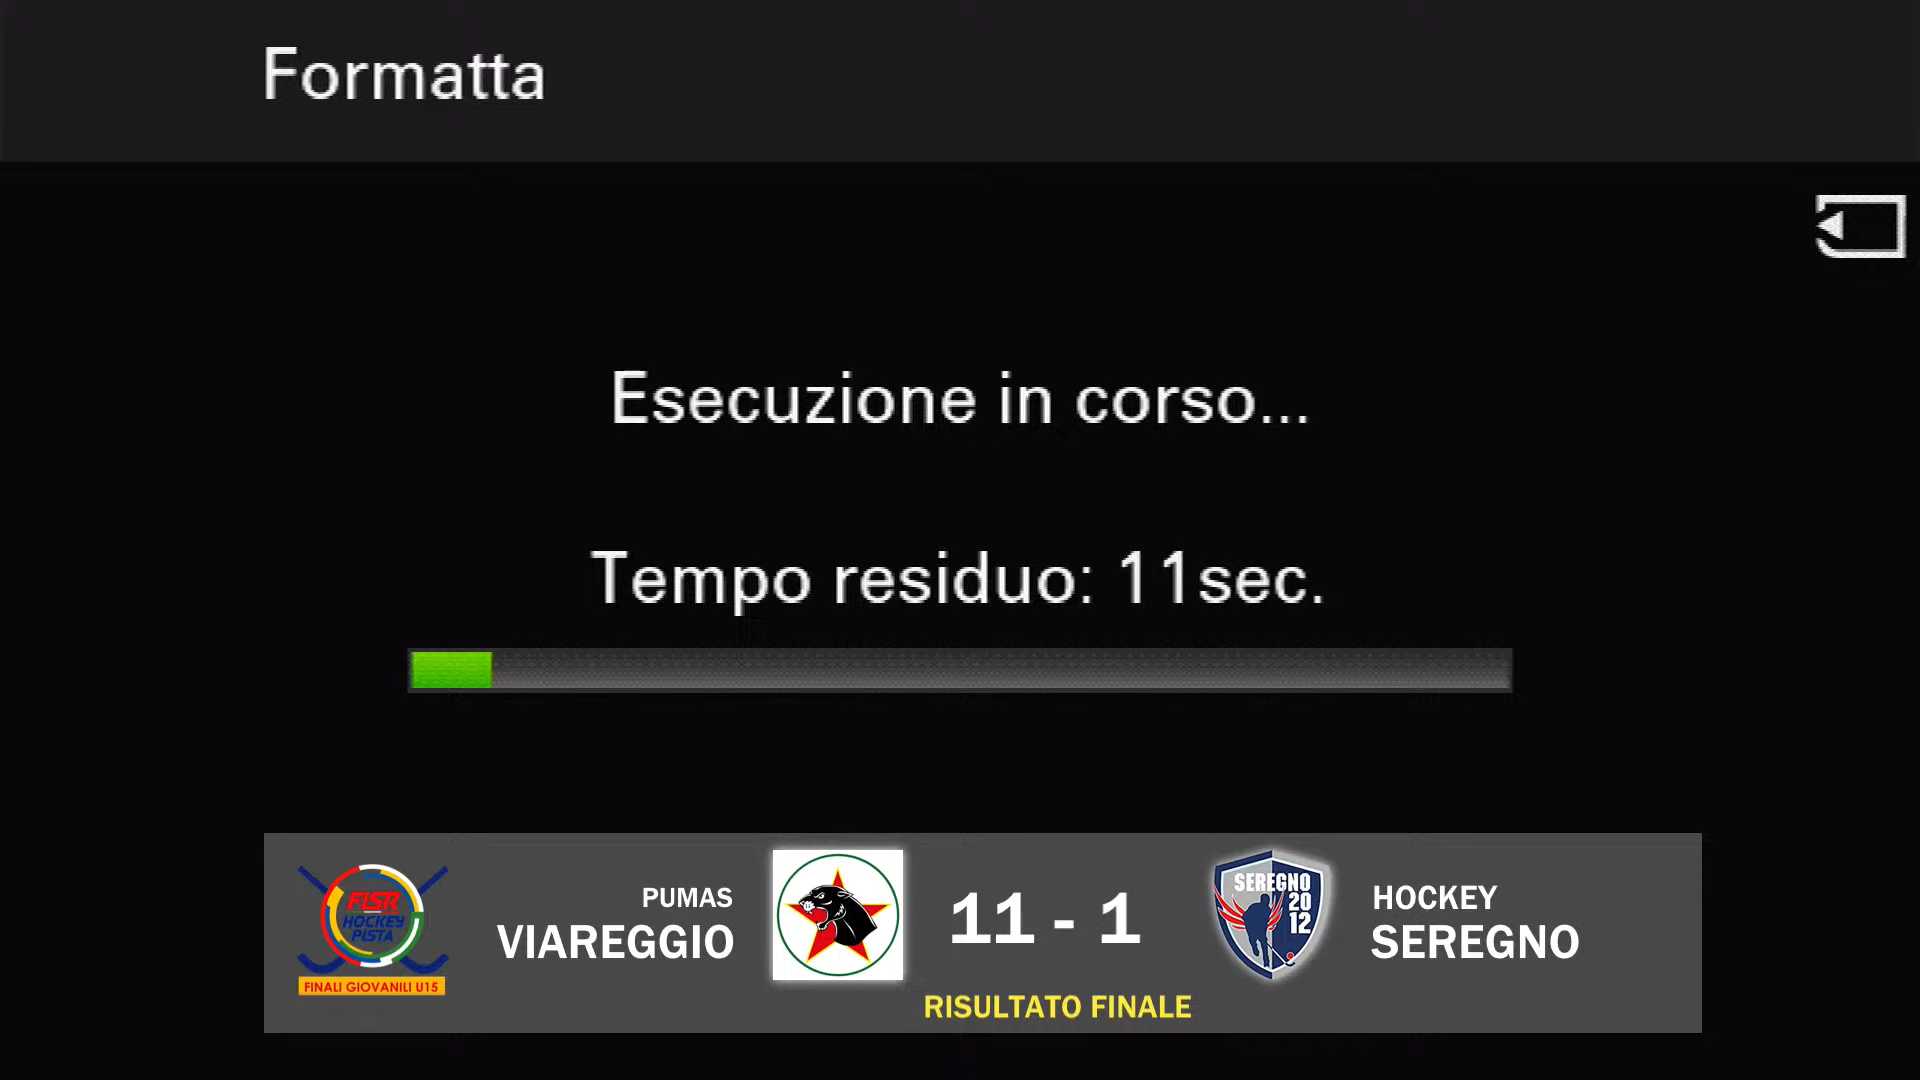 Formatta
Esecuzione in corso...
Tempo residuo: 11sec.
FISR
HOCKEY
PISTA
FINALI GIOVANILI U15
PUMAS
VIAREGGIO
11 - 1
SEREGNO
20
12
HOCKEY
SEREGNO
RISULTATO FINALE